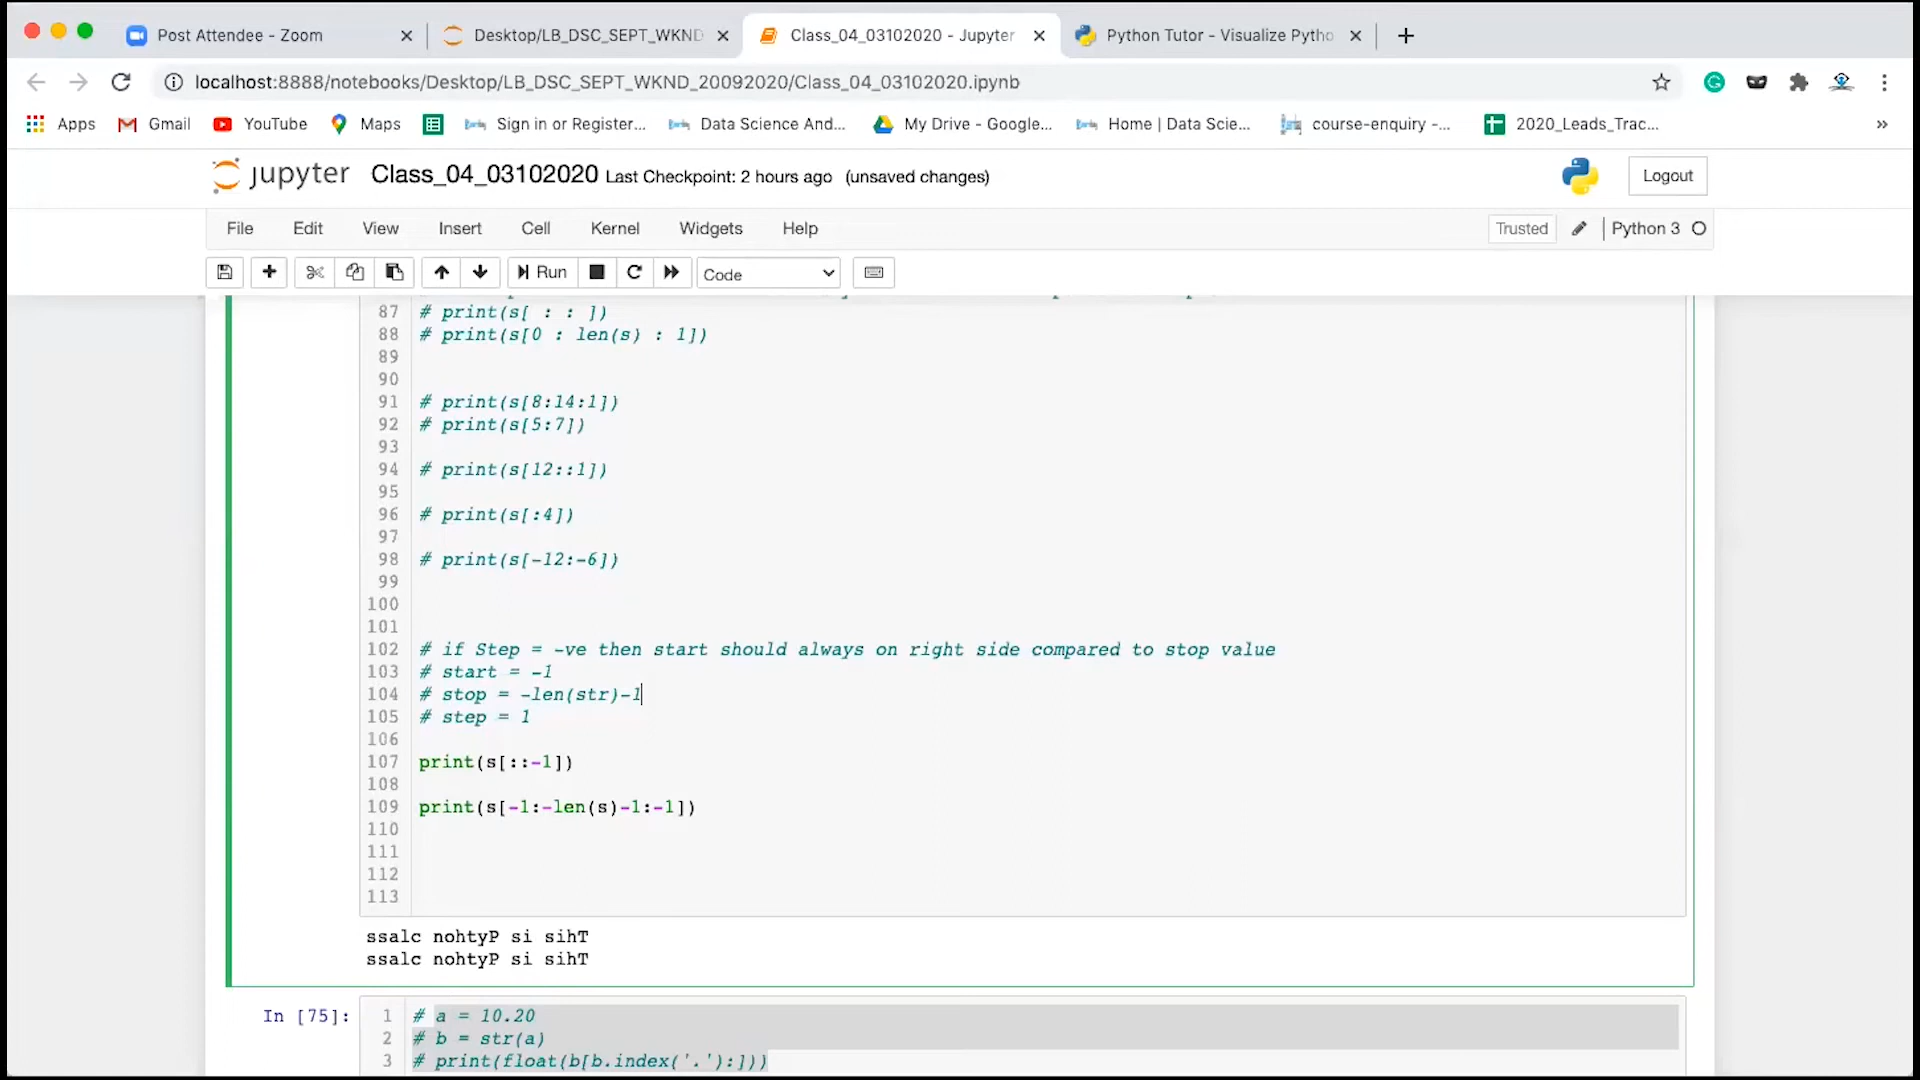 Post Attendee - Zoom
Desktop/LB_DSC_SEPT_WKND
Class_04_03102020 - Jupyter
Python Tutor - Visualize Pytho
localhost:8888/notebooks/Desktop/LB_DSC_SEPT_WKND_20092020/Class_04_03102020.ipynb
Apps
Gmail
YouTube
Maps
Sign in or Register...
Data Science And...
My Drive - Google...
Home | Data Scie...
course-enquiry -...
2020_Leads_Trac...
»
jupyter Class_04_03102020 Last Checkpoint: 2 hours ago (unsaved changes)
Logout
File Edit View Insert Cell Kernel Widgets Help
Trusted
Python 3
Run
Code
87 # print(s[ : : ])
88 # print(s[0 : len(s) : 1])
89
90
91 # print(s[8:14:1])
92 # print(s[5:7])
93
94 # print(s[12::1])
95
96 # print(s[:4])
97
98 # print(s[-12:-6])
99
100
101
102 # if Step = -ve then start should always on right side compared to stop value
103 # start = -1
104 # stop = -len(str)-1
105 # step = 1
106
107 print(s[::-1])
108
109 print(s[-1:-len(s)-1:-1])
110
111
112
113
ssalc nohtyP si sihT
ssalc nohtyP si sihT
In [75]:
1 # a = 10.20
2 # b = str(a)
3 # print(float(b[b.index('.'):]))